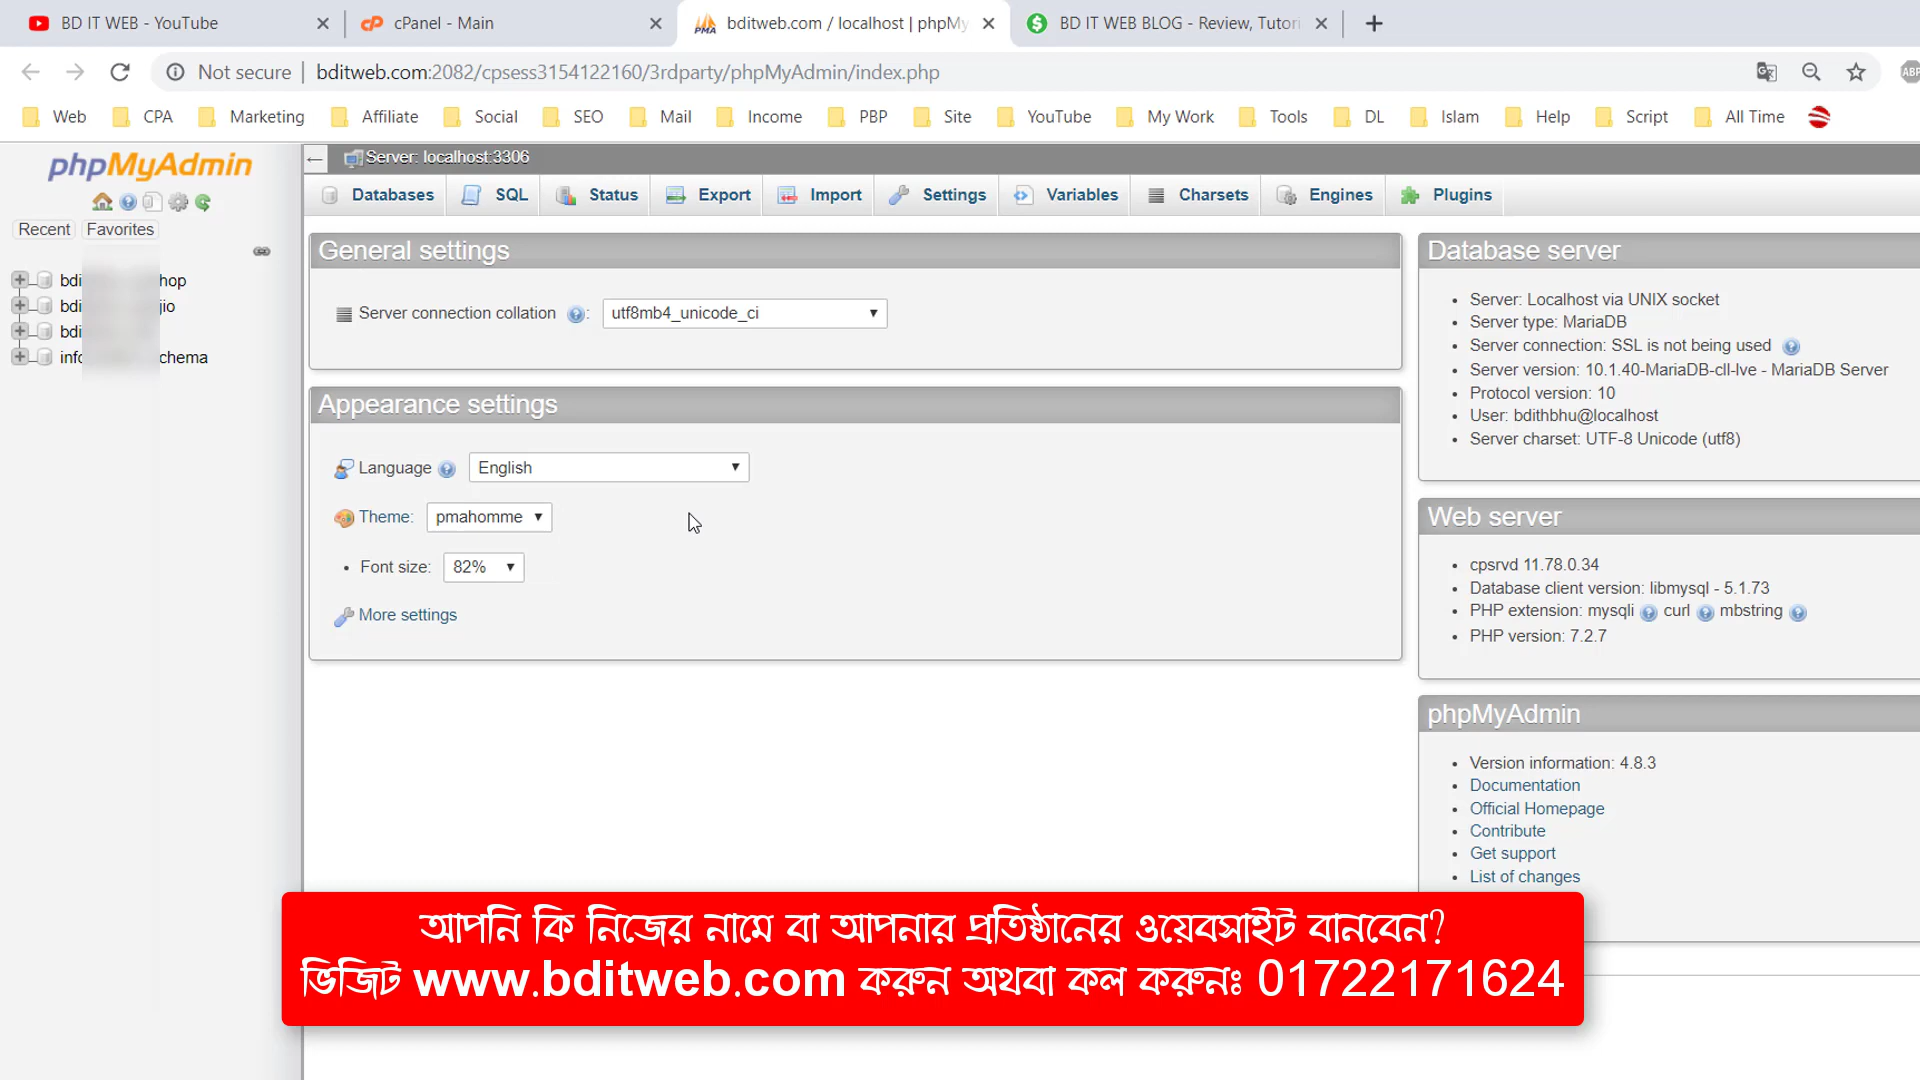 BD IT WEB - YouTube
cPanel - Main
bditweb.com / localhost | phpMy
BD IT WEB BLOG - Review, Tutor
Not secure | bditweb.com:2082/cpsess3154122160/3rdparty/phpMyAdmin/index.php
ABP
Web CPA Marketing Affiliate Social SEO Mail Income PBP Site YouTube My Work Tools DL Islam Help Script All Time
phpMyAdmin
Recent Favorites
bdi hop
bdi jio
bdi
info chema
Server: localhost:3306
Databases SQL Status Export Import Settings Variables Charsets Engines Plugins
General settings
Server connection collation : utf8mb4_unicode_ci
Appearance settings
Language English
Theme: pmahomme
• Font size: 82%
More settings
Database server
• Server: Localhost via UNIX socket
• Server type: MariaDB
• Server connection: SSL is not being used
• Server version: 10.1.40-MariaDB-cll-lve - MariaDB Server
• Protocol version: 10
• User: bdithbhu@localhost
• Server charset: UTF-8 Unicode (utf8)
Web server
• cpsrvd 11.78.0.34
• Database client version: libmysql - 5.1.73
• PHP extension: mysqli curl mbstring
• PHP version: 7.2.7
phpMyAdmin
• Version information: 4.8.3
• Documentation
• Official Homepage
• Contribute
• Get support
• List of changes
আপনি কি নিজের নামে বা আপনার প্রতিষ্ঠানের ওয়েবসাইট বানবেন?
ভিজিট www.bditweb.com করুন অথবা কল করুনঃ 01722171624